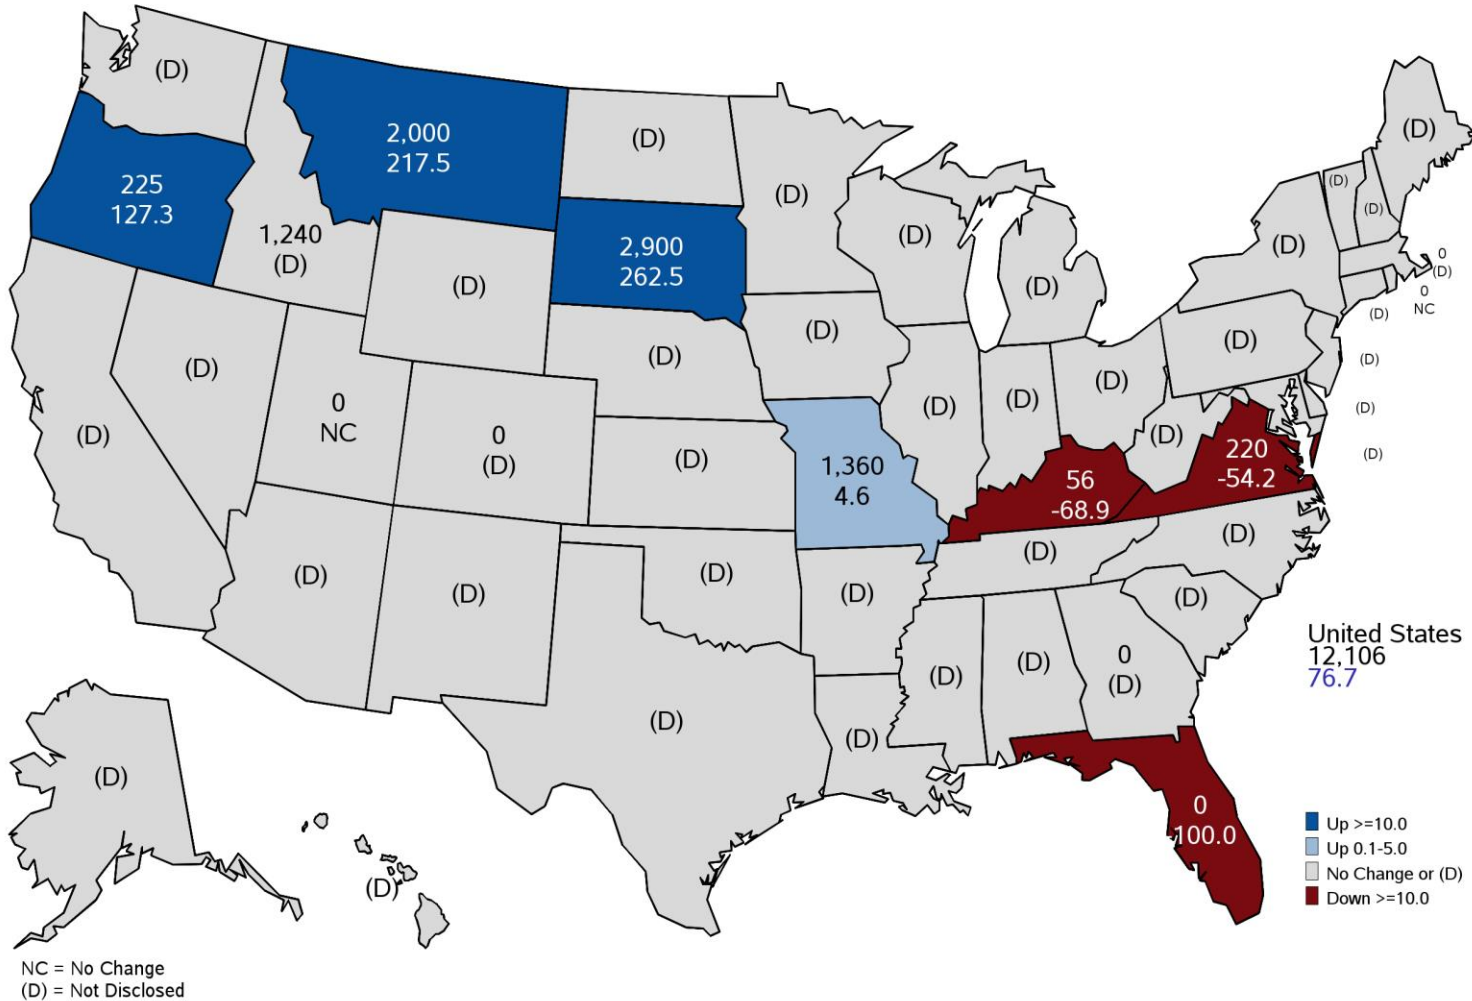 (D)
2,000
217.5
(D)
(D)
(D)
(D)
(D)
225
127.3
1,240
(D)
(D)
2,900
262.5
(D)
(D)
(D)
0
(D)
0
NC
(D)
(D)
(D)
(D)
(D)
(D)
(D)
(D)
(D)
(D)
(D)
(D)
0
NC
0
(D)
(D)
1,360
4.6
56
-68.9
(D)
220
-54.2
(D)
(D)
(D)
(D)
(D)
(D)
(D)
(D)
(D)
(D)
(D)
(D)
0
(D)
United States
12,106
76.7
(D)
(D)
(D)
(D)
0
-100.0
Up >=10.0
Up 0.1-5.0
No Change or (D)
Down >=10.0
NC = No Change
(D) = Not Disclosed